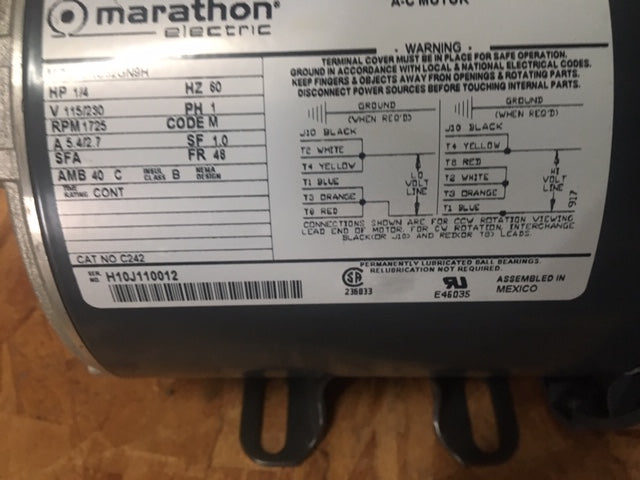 marathon®
electric
A-C MOTOR
HP 1/4 HZ 60
V 115/230 PH 1
RPM 1725 CODE M
A 5.4/2.7 SF 1.0
SFA FR 48
AMB 40 C INSUL CLASS B NEMA DESIGN
TIME RATING CONT
CAT NO C242
SER. NO. H10J110012
WARNING
TERMINAL COVER MUST BE IN PLACE FOR SAFE OPERATION.
GROUND IN ACCORDANCE WITH LOCAL & NATIONAL ELECTRICAL CODES.
KEEP FINGERS & OBJECTS AWAY FROM OPENINGS & ROTATING PARTS.
DISCONNECT POWER SOURCES BEFORE TOUCHING INTERNAL PARTS.
GROUND
(WHEN REQ'D)
J10 BLACK
T2 WHITE
T4 YELLOW
T1 BLUE
T3 ORANGE
T8 RED
LO
VOLT
LINE
GROUND
(WHEN REQ'D)
J10 BLACK
T4 YELLOW
T8 RED
T2 WHITE
T3 ORANGE
T1 BLUE
HI
VOLT
LINE
917
CONNECTIONS SHOWN ARE FOR CCW ROTATION VIEWING
LEAD END OF MOTOR. FOR CW ROTATION, INTERCHANGE
BLACK(OR J10) AND RED(OR T8) LEADS.
PERMANENTLY LUBRICATED BALL BEARINGS.
RELUBRICATION NOT REQUIRED.
236033
E46035
ASSEMBLED IN
MEXICO